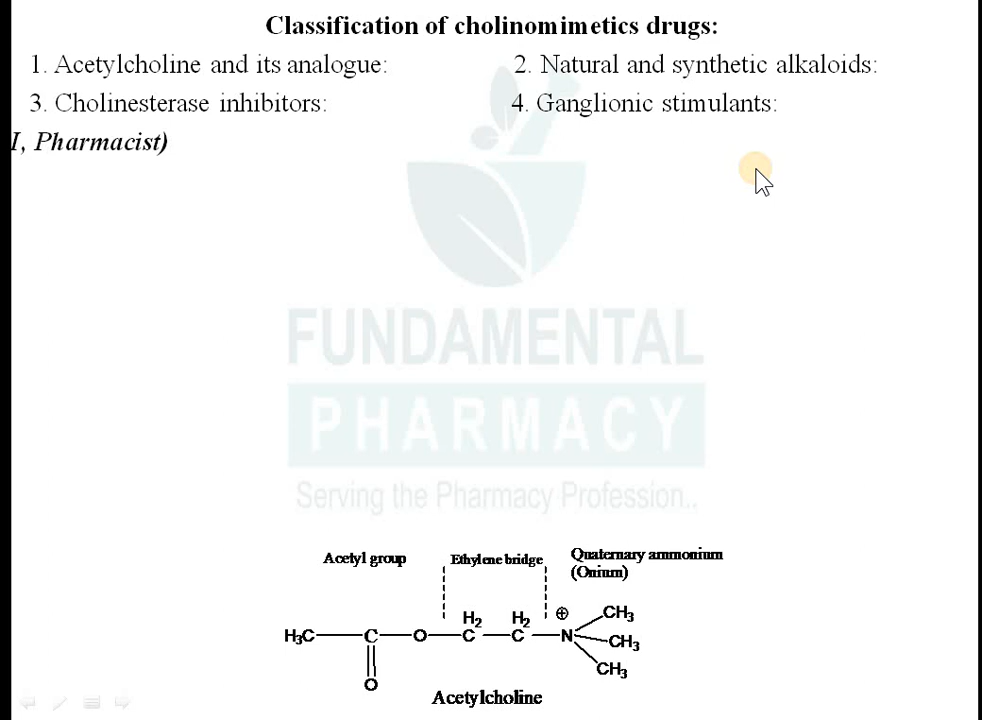 Classification of cholinomimetics drugs:
1. Acetylcholine and its analogue: 2. Natural and synthetic alkaloids:
3. Cholinesterase inhibitors: 4. Ganglionic stimulants:
I, Pharmacist)
FUNDAMENTAL
PHARMACY
Serving the Pharmacy Profession..
Acetyl group Ethylene bridge Quaternary ammonium
(Onium)
H2 H2 ⊕ CH3
H3C C O C C N CH3
CH3
O
Acetylcholine